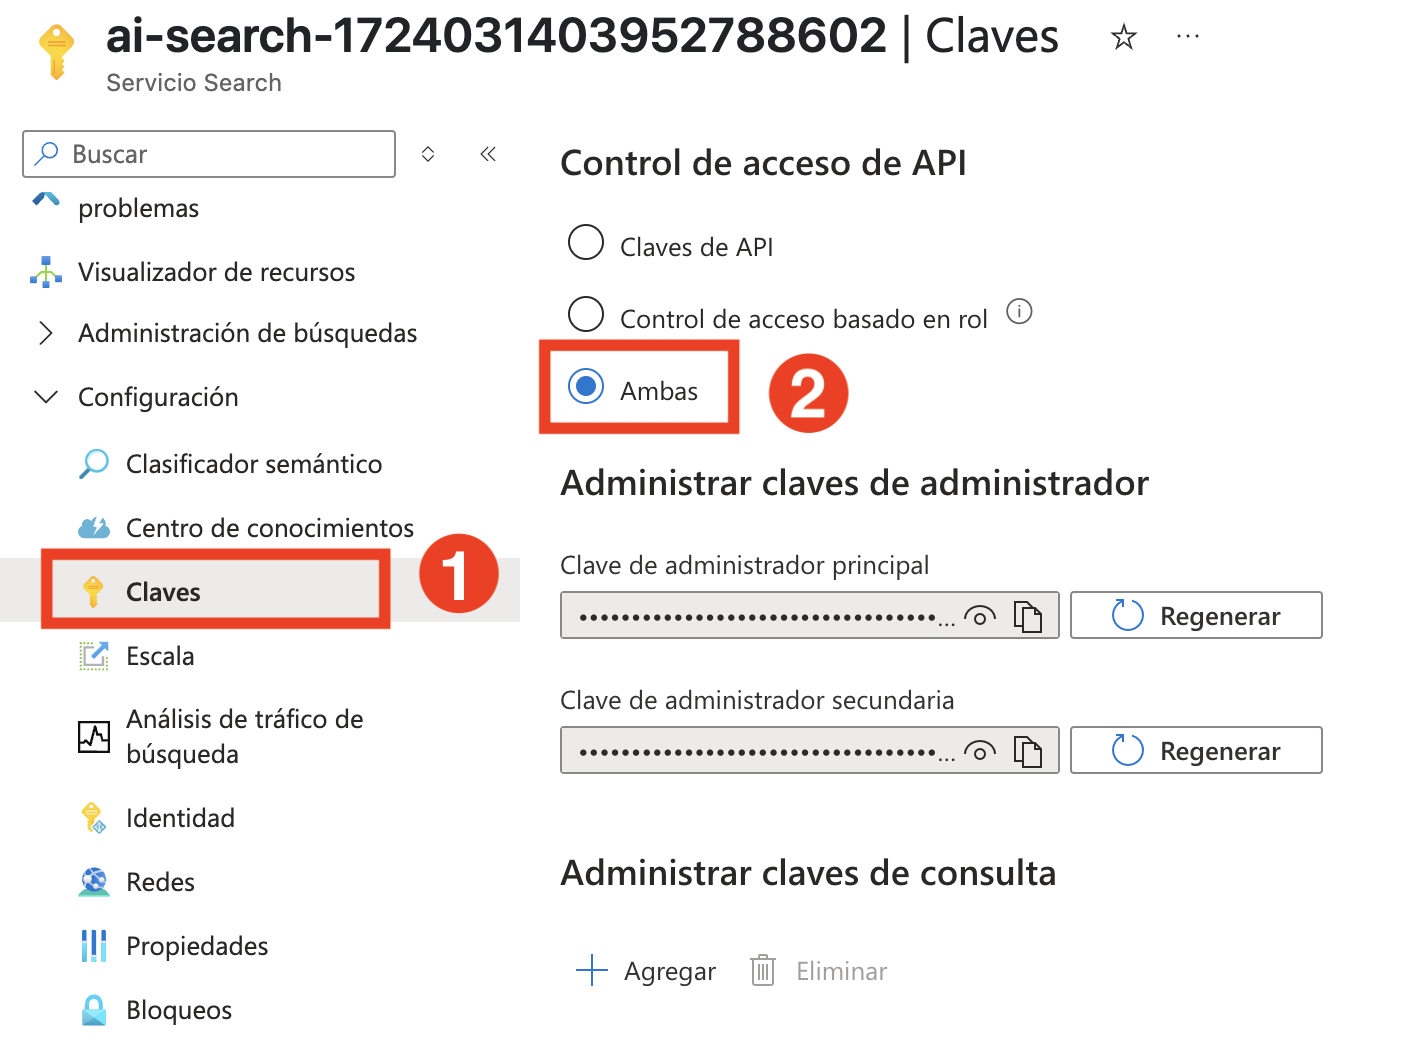 ai-search-1724031403952788602 | Claves
Servicio Search
Buscar
problemas
Visualizador de recursos
Administración de búsquedas
Configuración
Clasificador semántico
Centro de conocimientos
Claves
1
Escala
Análisis de tráfico de
búsqueda
Identidad
Redes
Propiedades
Bloqueos
Control de acceso de API
Claves de API
Control de acceso basado en rol
Ambas
2
Administrar claves de administrador
Clave de administrador principal
Regenerar
Clave de administrador secundaria
Regenerar
Administrar claves de consulta
Agregar
Eliminar